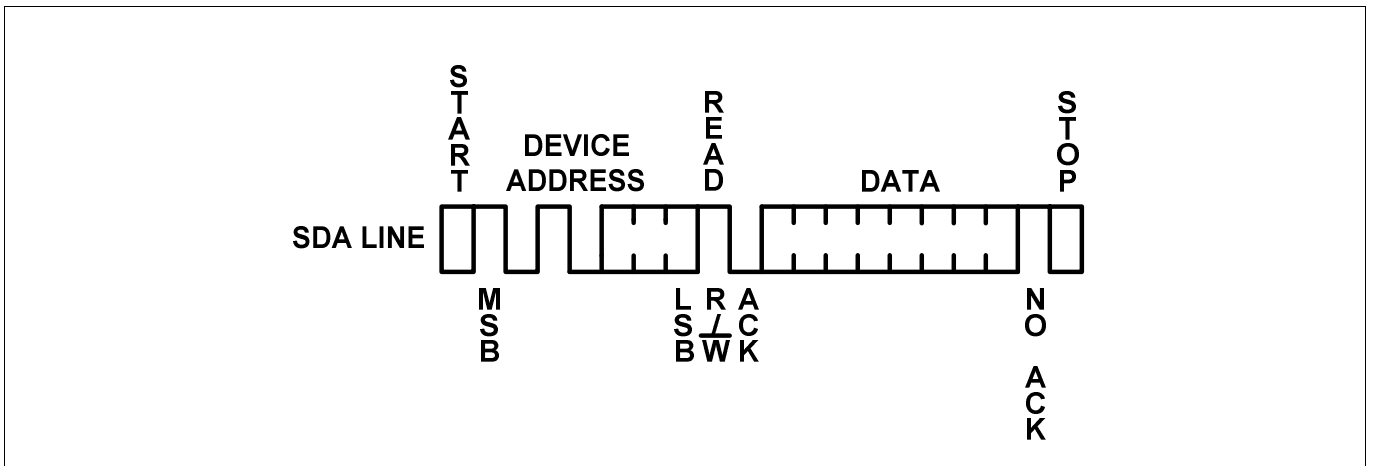 START
DEVICE
ADDRESS
READ
DATA
STOP
SDA LINE
MSB
LSB
R/W
ACK
NO ACK